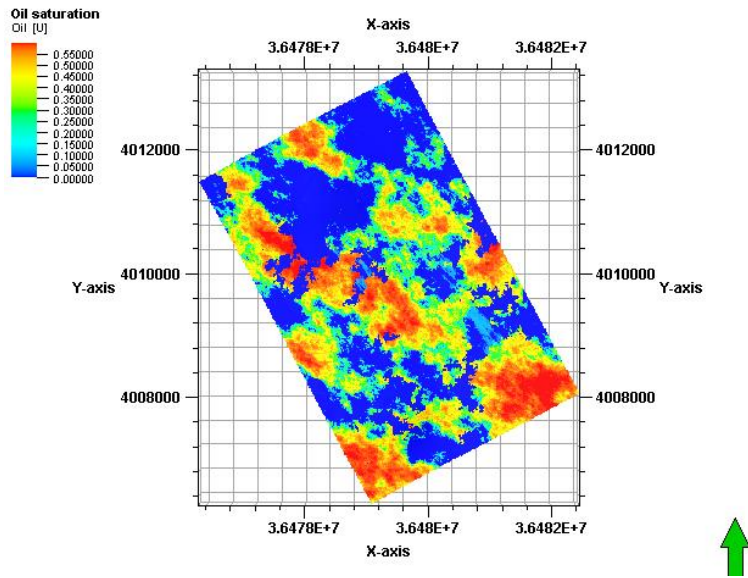 Oil saturation
Oil [U]
0.55000
0.50000
0.45000
0.40000
0.35000
0.30000
0.25000
0.20000
0.15000
0.10000
0.05000
0.00000
X-axis
3.6478E+7 3.648E+7 3.6482E+7
4012000 4012000
4010000 4010000
Y-axis Y-axis
4008000 4008000
3.6478E+7 3.648E+7 3.6482E+7
X-axis